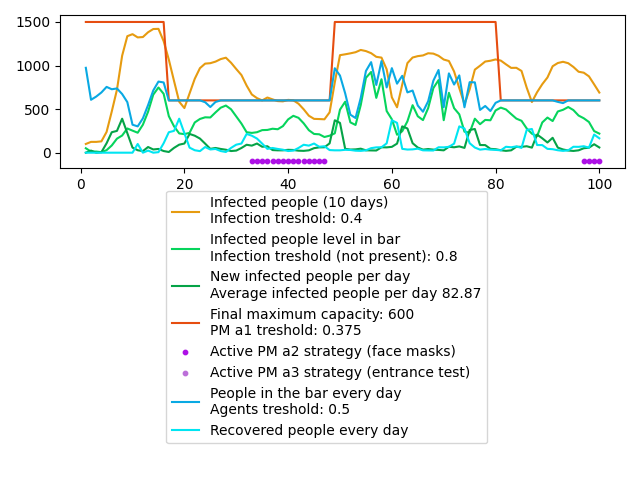 1500
1000
500
0
0 20 40 60 80 100
Infected people (10 days)
Infection treshold: 0.4
Infected people level in bar
Infection treshold (not present): 0.8
New infected people per day
Average infected people per day 82.87
Final maximum capacity: 600
PM a1 treshold: 0.375
Active PM a2 strategy (face masks)
Active PM a3 strategy (entrance test)
People in the bar every day
Agents treshold: 0.5
Recovered people every day